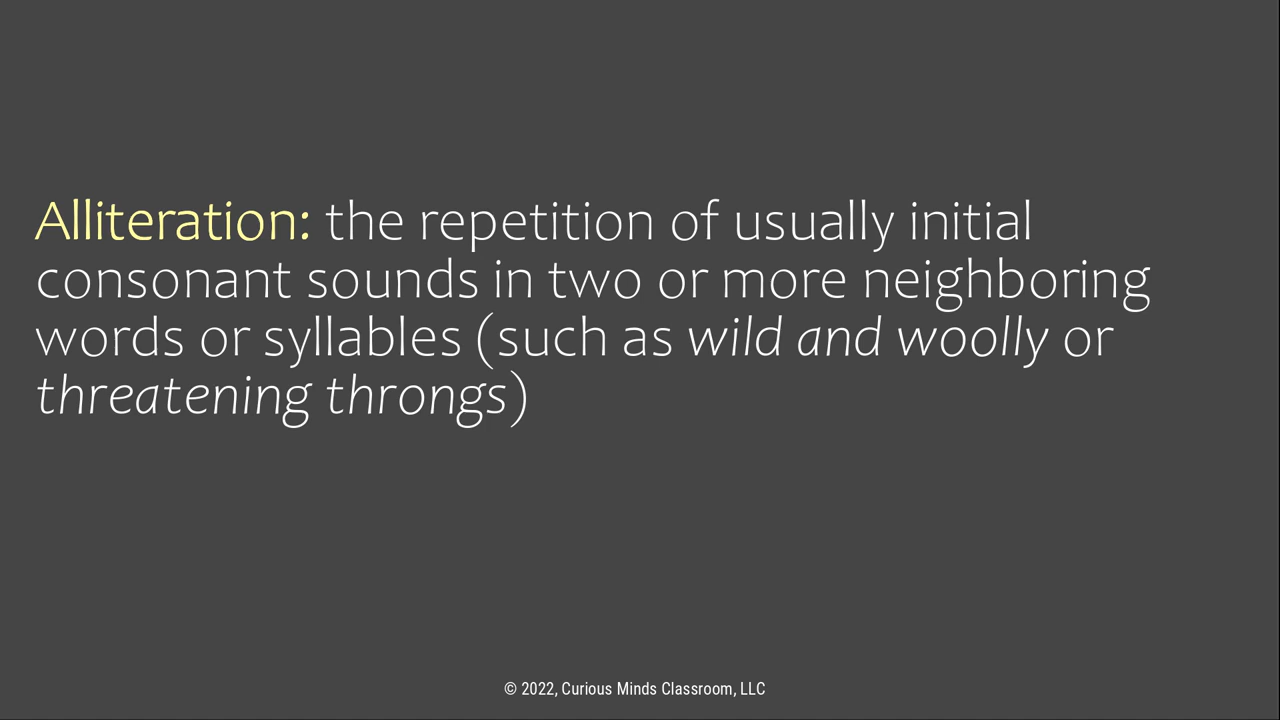 Alliteration: the repetition of usually initial
consonant sounds in two or more neighboring
words or syllables (such as wild and woolly or
threatening throngs)
© 2022, Curious Minds Classroom, LLC